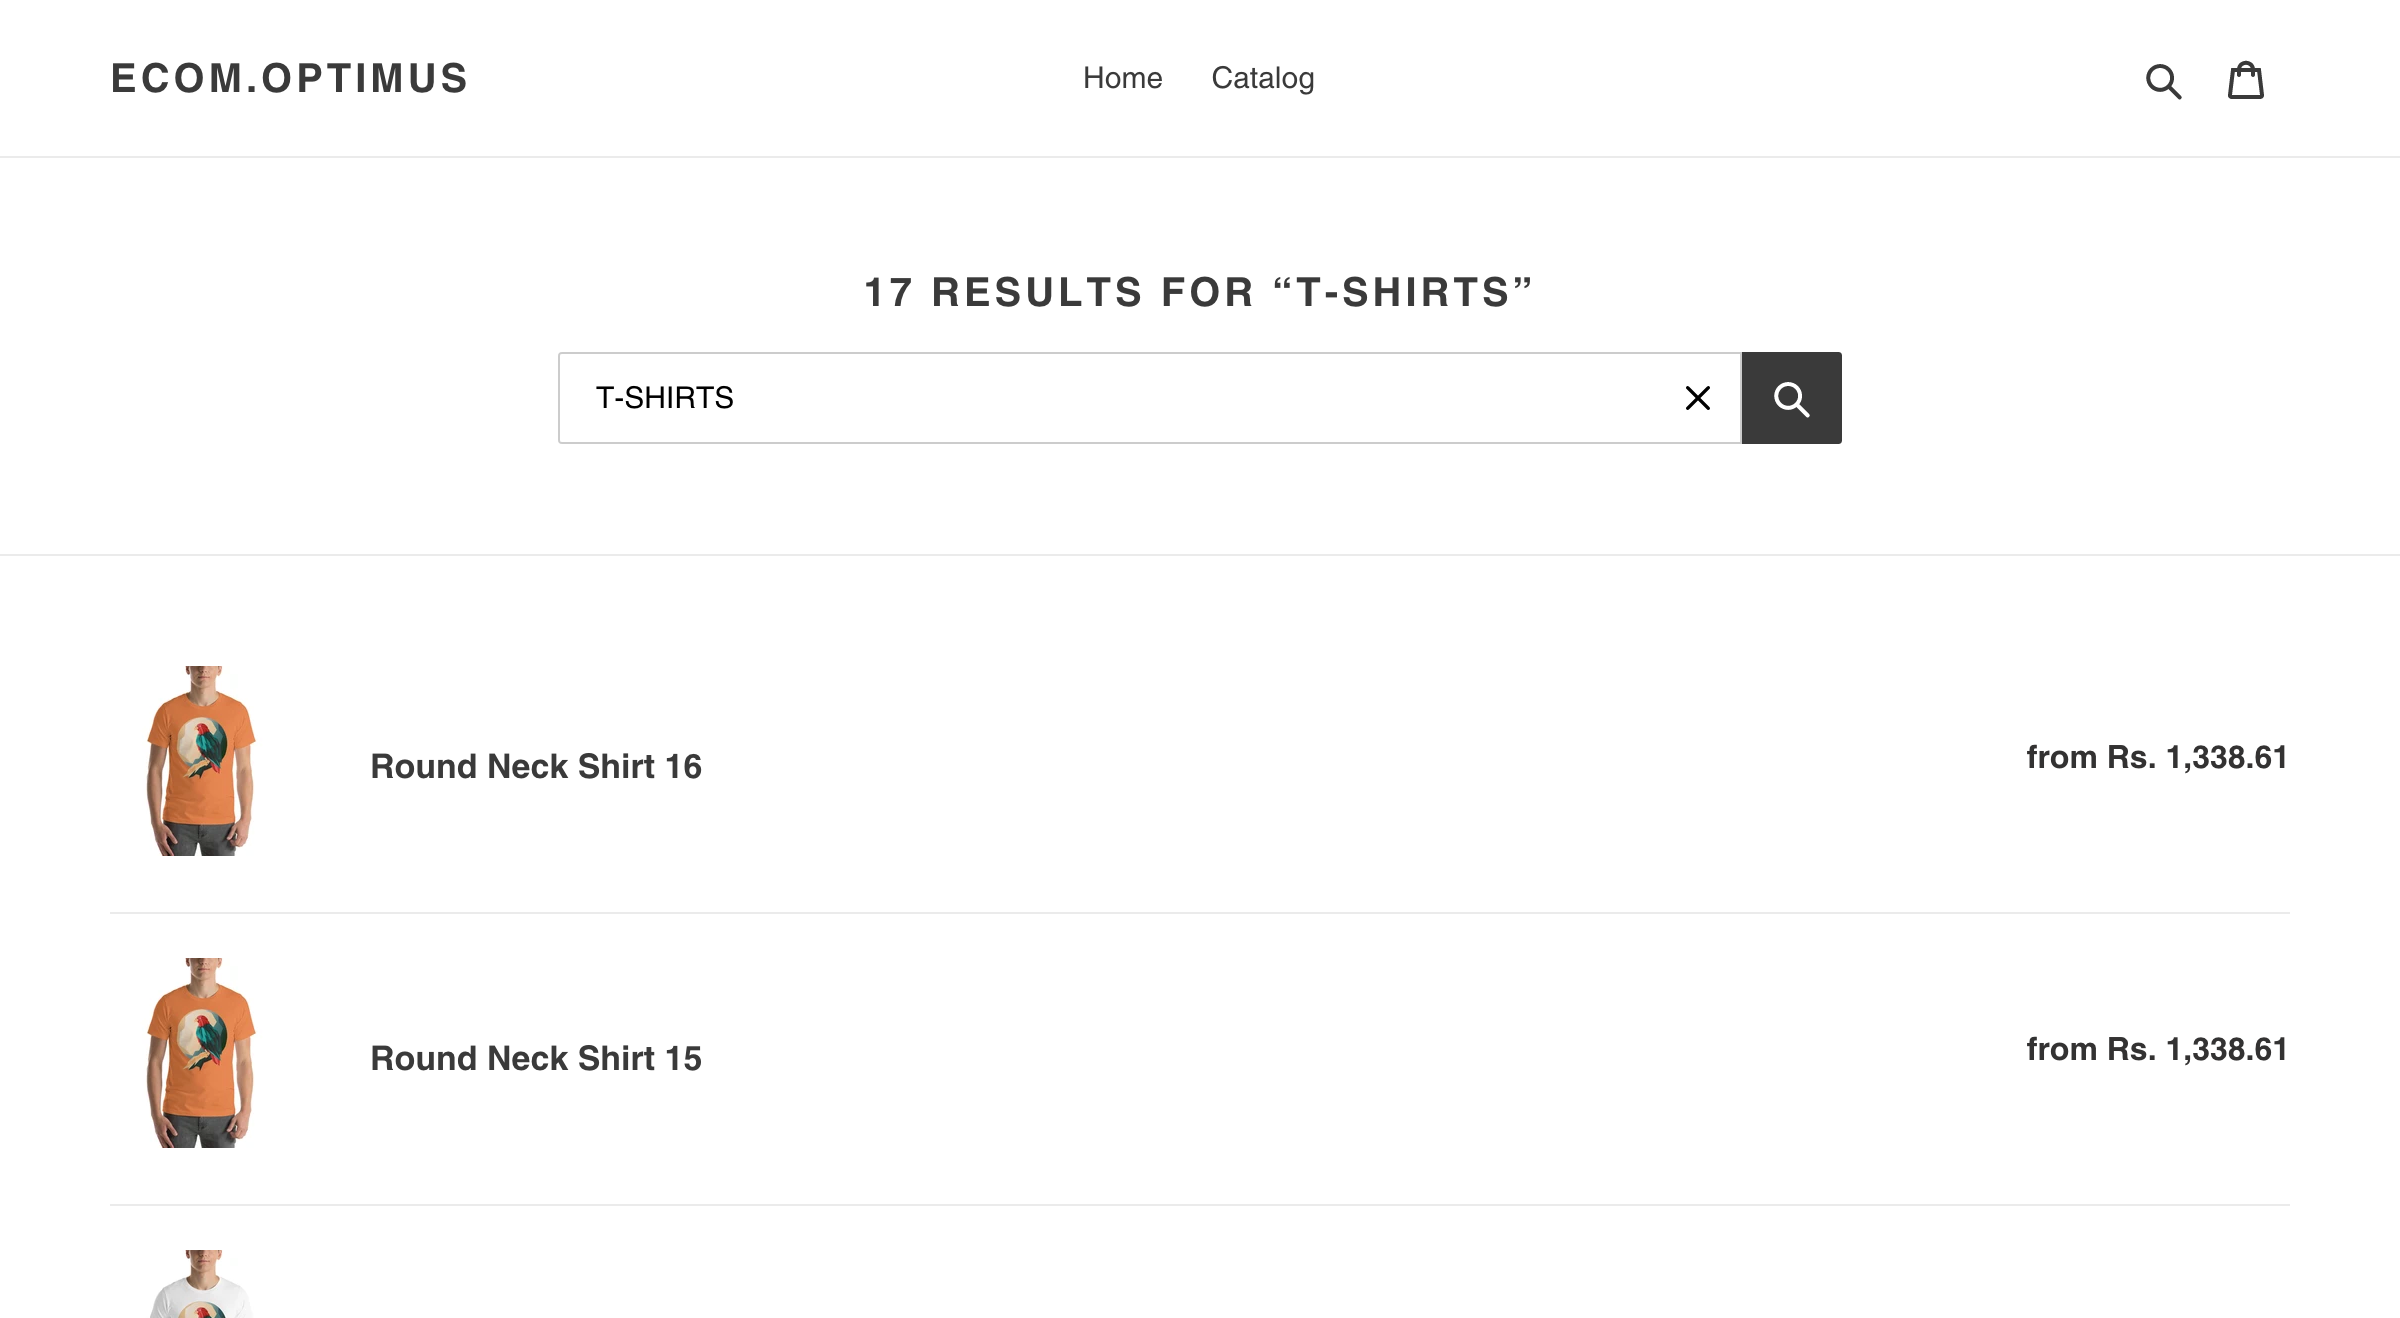 ECOM.OPTIMUS
Home
Catalog
17 RESULTS FOR “T-SHIRTS”
T-SHIRTS
Round Neck Shirt 16
from Rs. 1,338.61
Round Neck Shirt 15
from Rs. 1,338.61